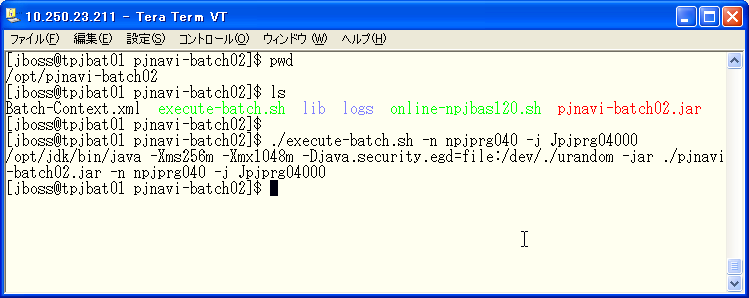 10.250.23.211 - Tera Term VT
ファイル(F) 編集(E) 設定(S) コントロール(O) ウィンドウ(W) ヘルプ(H)
[jboss@tpjbat01 pjnavi-batch02]$ pwd
/opt/pjnavi-batch02
[jboss@tpjbat01 pjnavi-batch02]$ ls
Batch-Context.xml execute-batch.sh lib logs online-npjbas120.sh pjnavi-batch02.jar
[jboss@tpjbat01 pjnavi-batch02]$
[jboss@tpjbat01 pjnavi-batch02]$ ./execute-batch.sh -n npjprg040 -j Jpjprg04000
/opt/jdk/bin/java -Xms256m -Xmx1048m -Djava.security.egd=file:/dev/./urandom -jar ./pjnavi
-batch02.jar -n npjprg040 -j Jpjprg04000
[jboss@tpjbat01 pjnavi-batch02]$